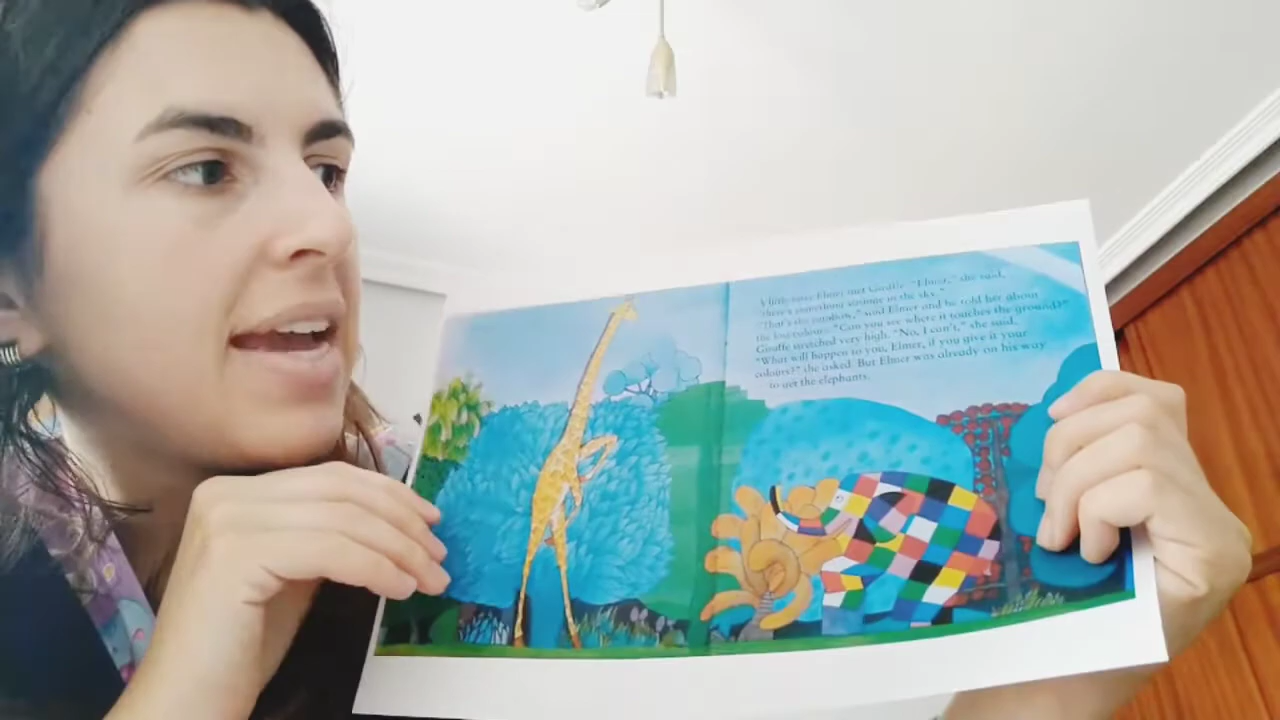 A little later Elmer met Giraffe. "Elmer," she said,
"there's something strange in the sky."
"That's the rainbow," said Elmer and he told her about
the lost colours. "Can you see where it touches the ground?"
Giraffe stretched very high. "No, I can't," she said.
"What will happen to you, Elmer, if you give it your
colours?" she asked. But Elmer was already on his way
to get the elephants.